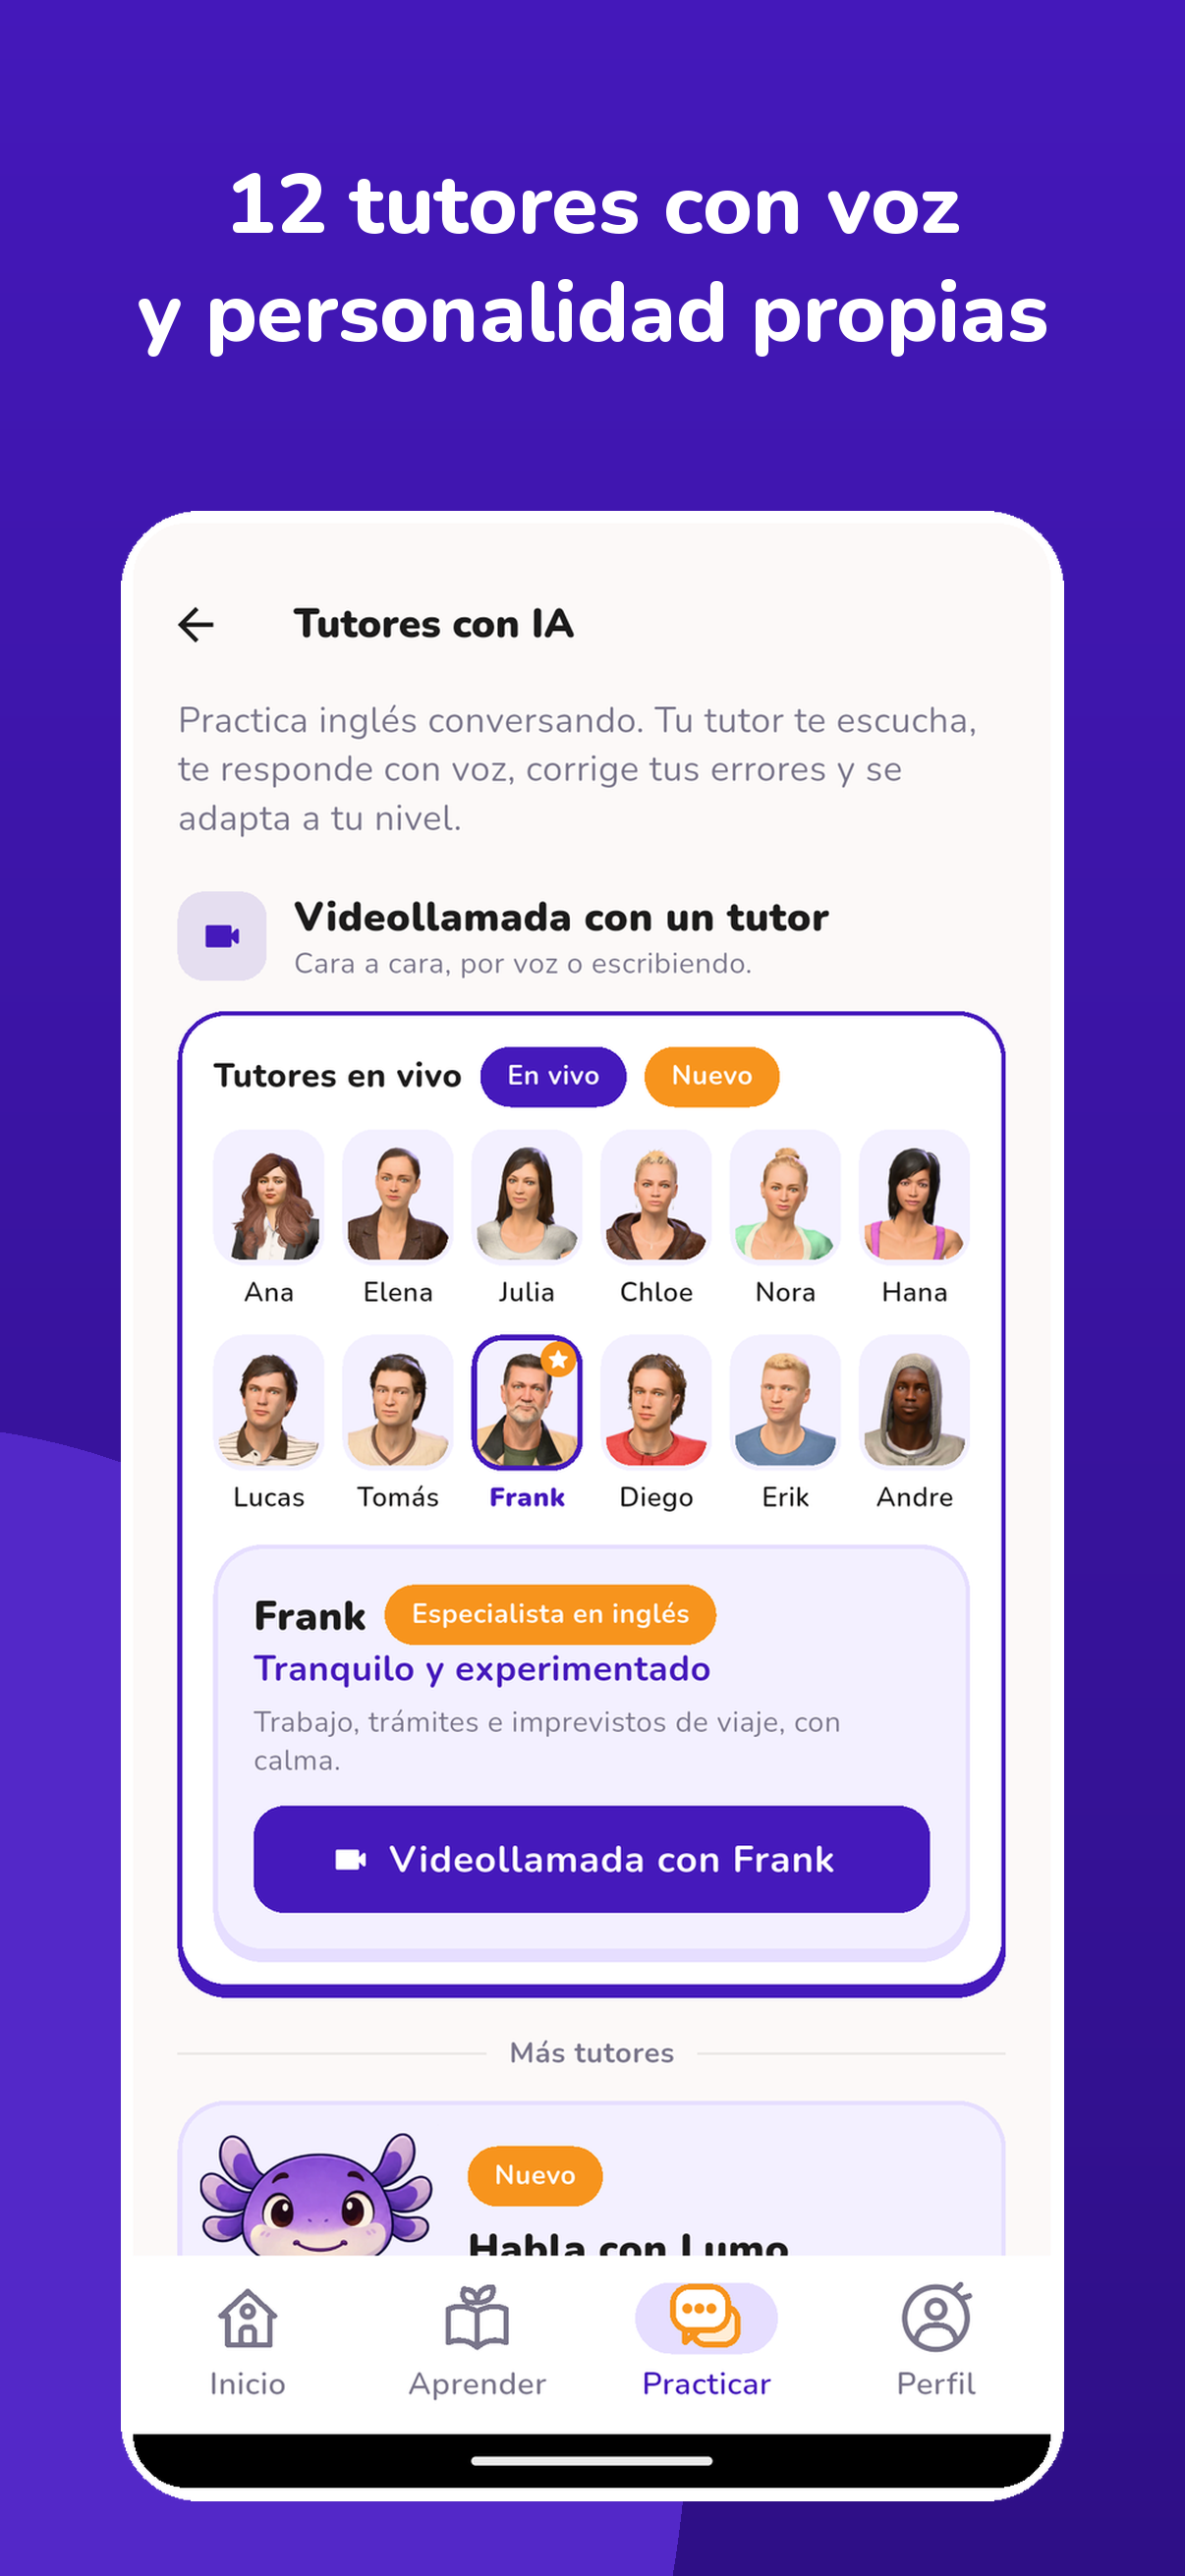 12 tutores con voz
y personalidad propias
Tutores con IA
Practica inglés conversando. Tu tutor te escucha,
te responde con voz, corrige tus errores y se
adapta a tu nivel.
Videollamada con un tutor
Cara a cara, por voz o escribiendo.
Tutores en vivo En vivo Nuevo
Ana Elena Julia Chloe Nora Hana
Lucas Tomás Frank Diego Erik Andre
Frank Especialista en inglés
Tranquilo y experimentado
Trabajo, trámites e imprevistos de viaje, con
calma.
Videollamada con Frank
Más tutores
Nuevo
Habla con Lumo
Inicio Aprender Practicar Perfil